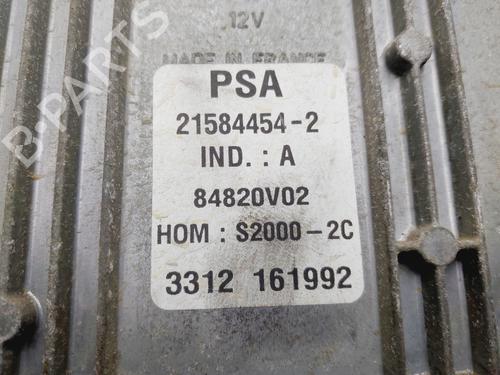 12V
MADE IN FRANCE
PSA
21584454-2
IND. : A
84820V02
HOM : S2000-2C
3312 161992
B-Parts